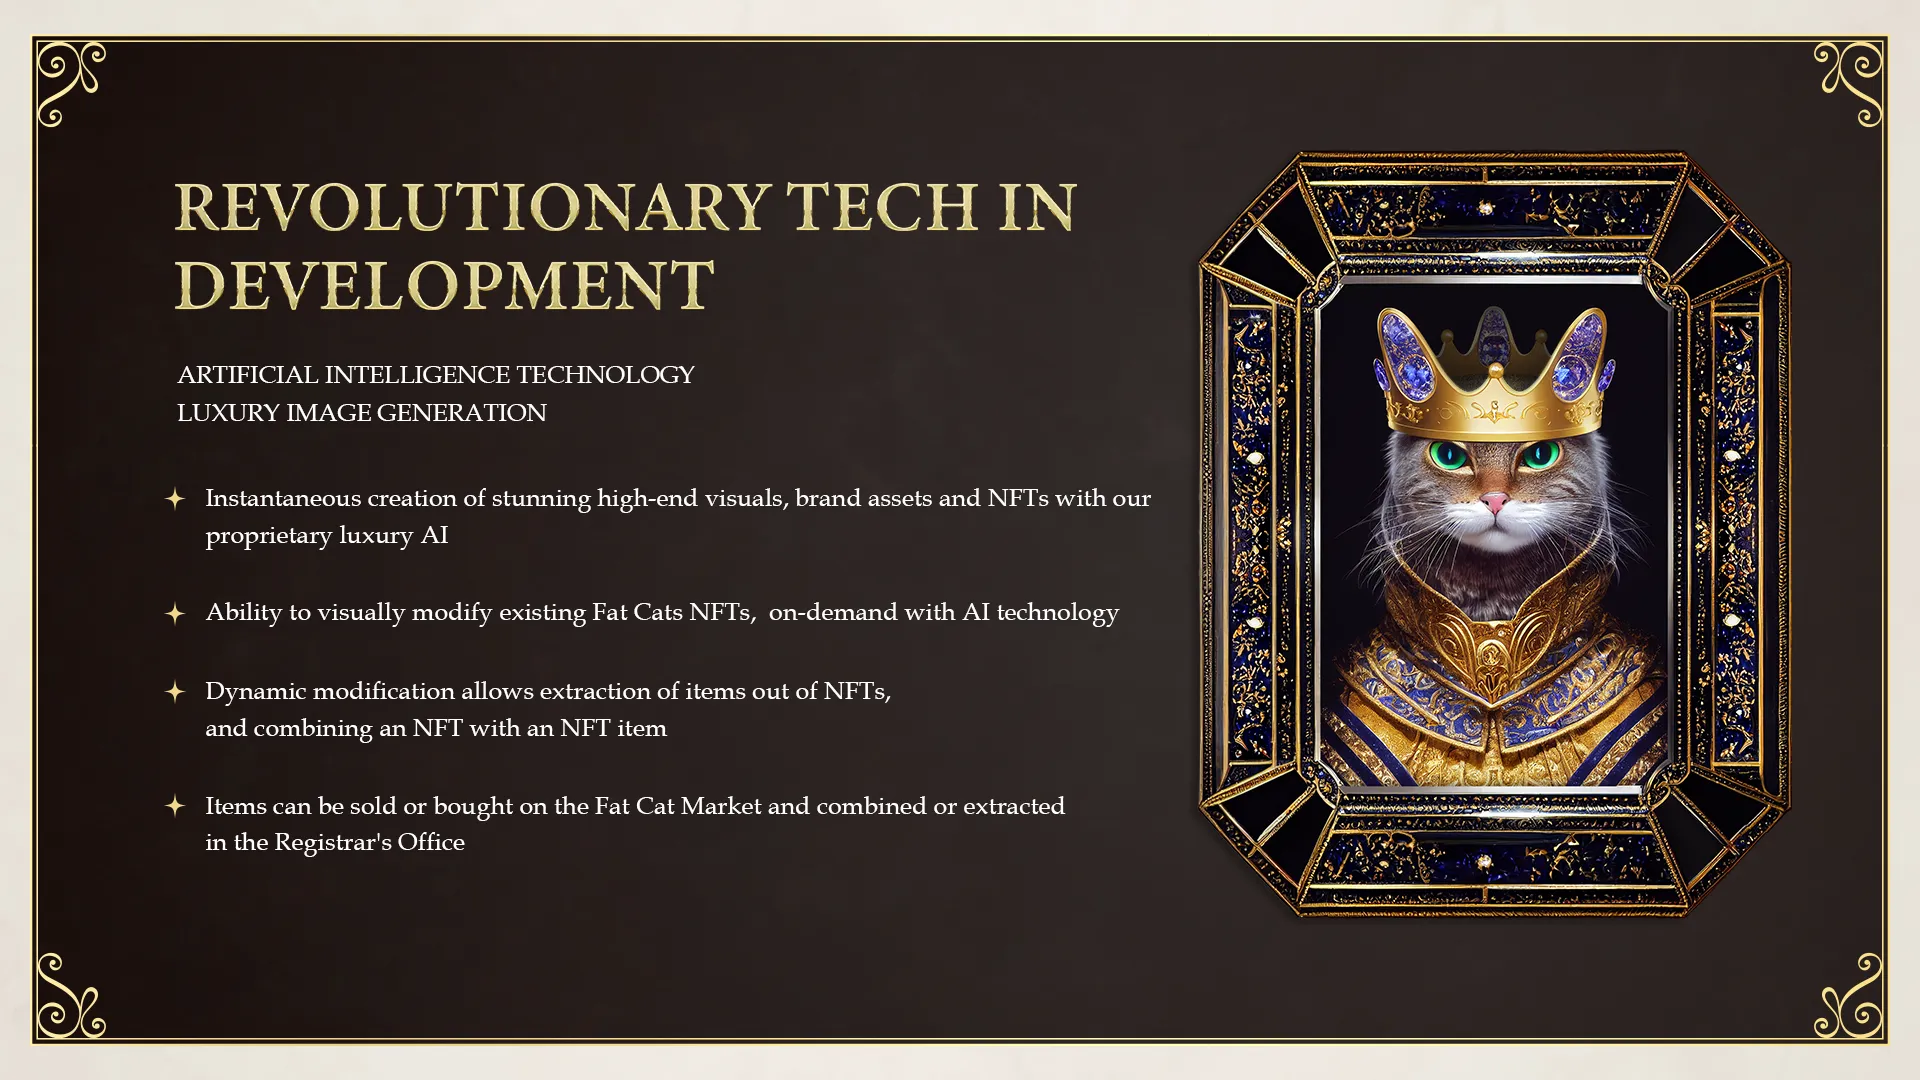 REVOLUTIONARY TECH IN
DEVELOPMENT
ARTIFICIAL INTELLIGENCE TECHNOLOGY
LUXURY IMAGE GENERATION
Instantaneous creation of stunning high-end visuals, brand assets and NFTs with our
proprietary luxury AI
Ability to visually modify existing Fat Cats NFTs,  on-demand with AI technology
Dynamic modification allows extraction of items out of NFTs,
and combining an NFT with an NFT item
Items can be sold or bought on the Fat Cat Market and combined or extracted
in the Registrar's Office